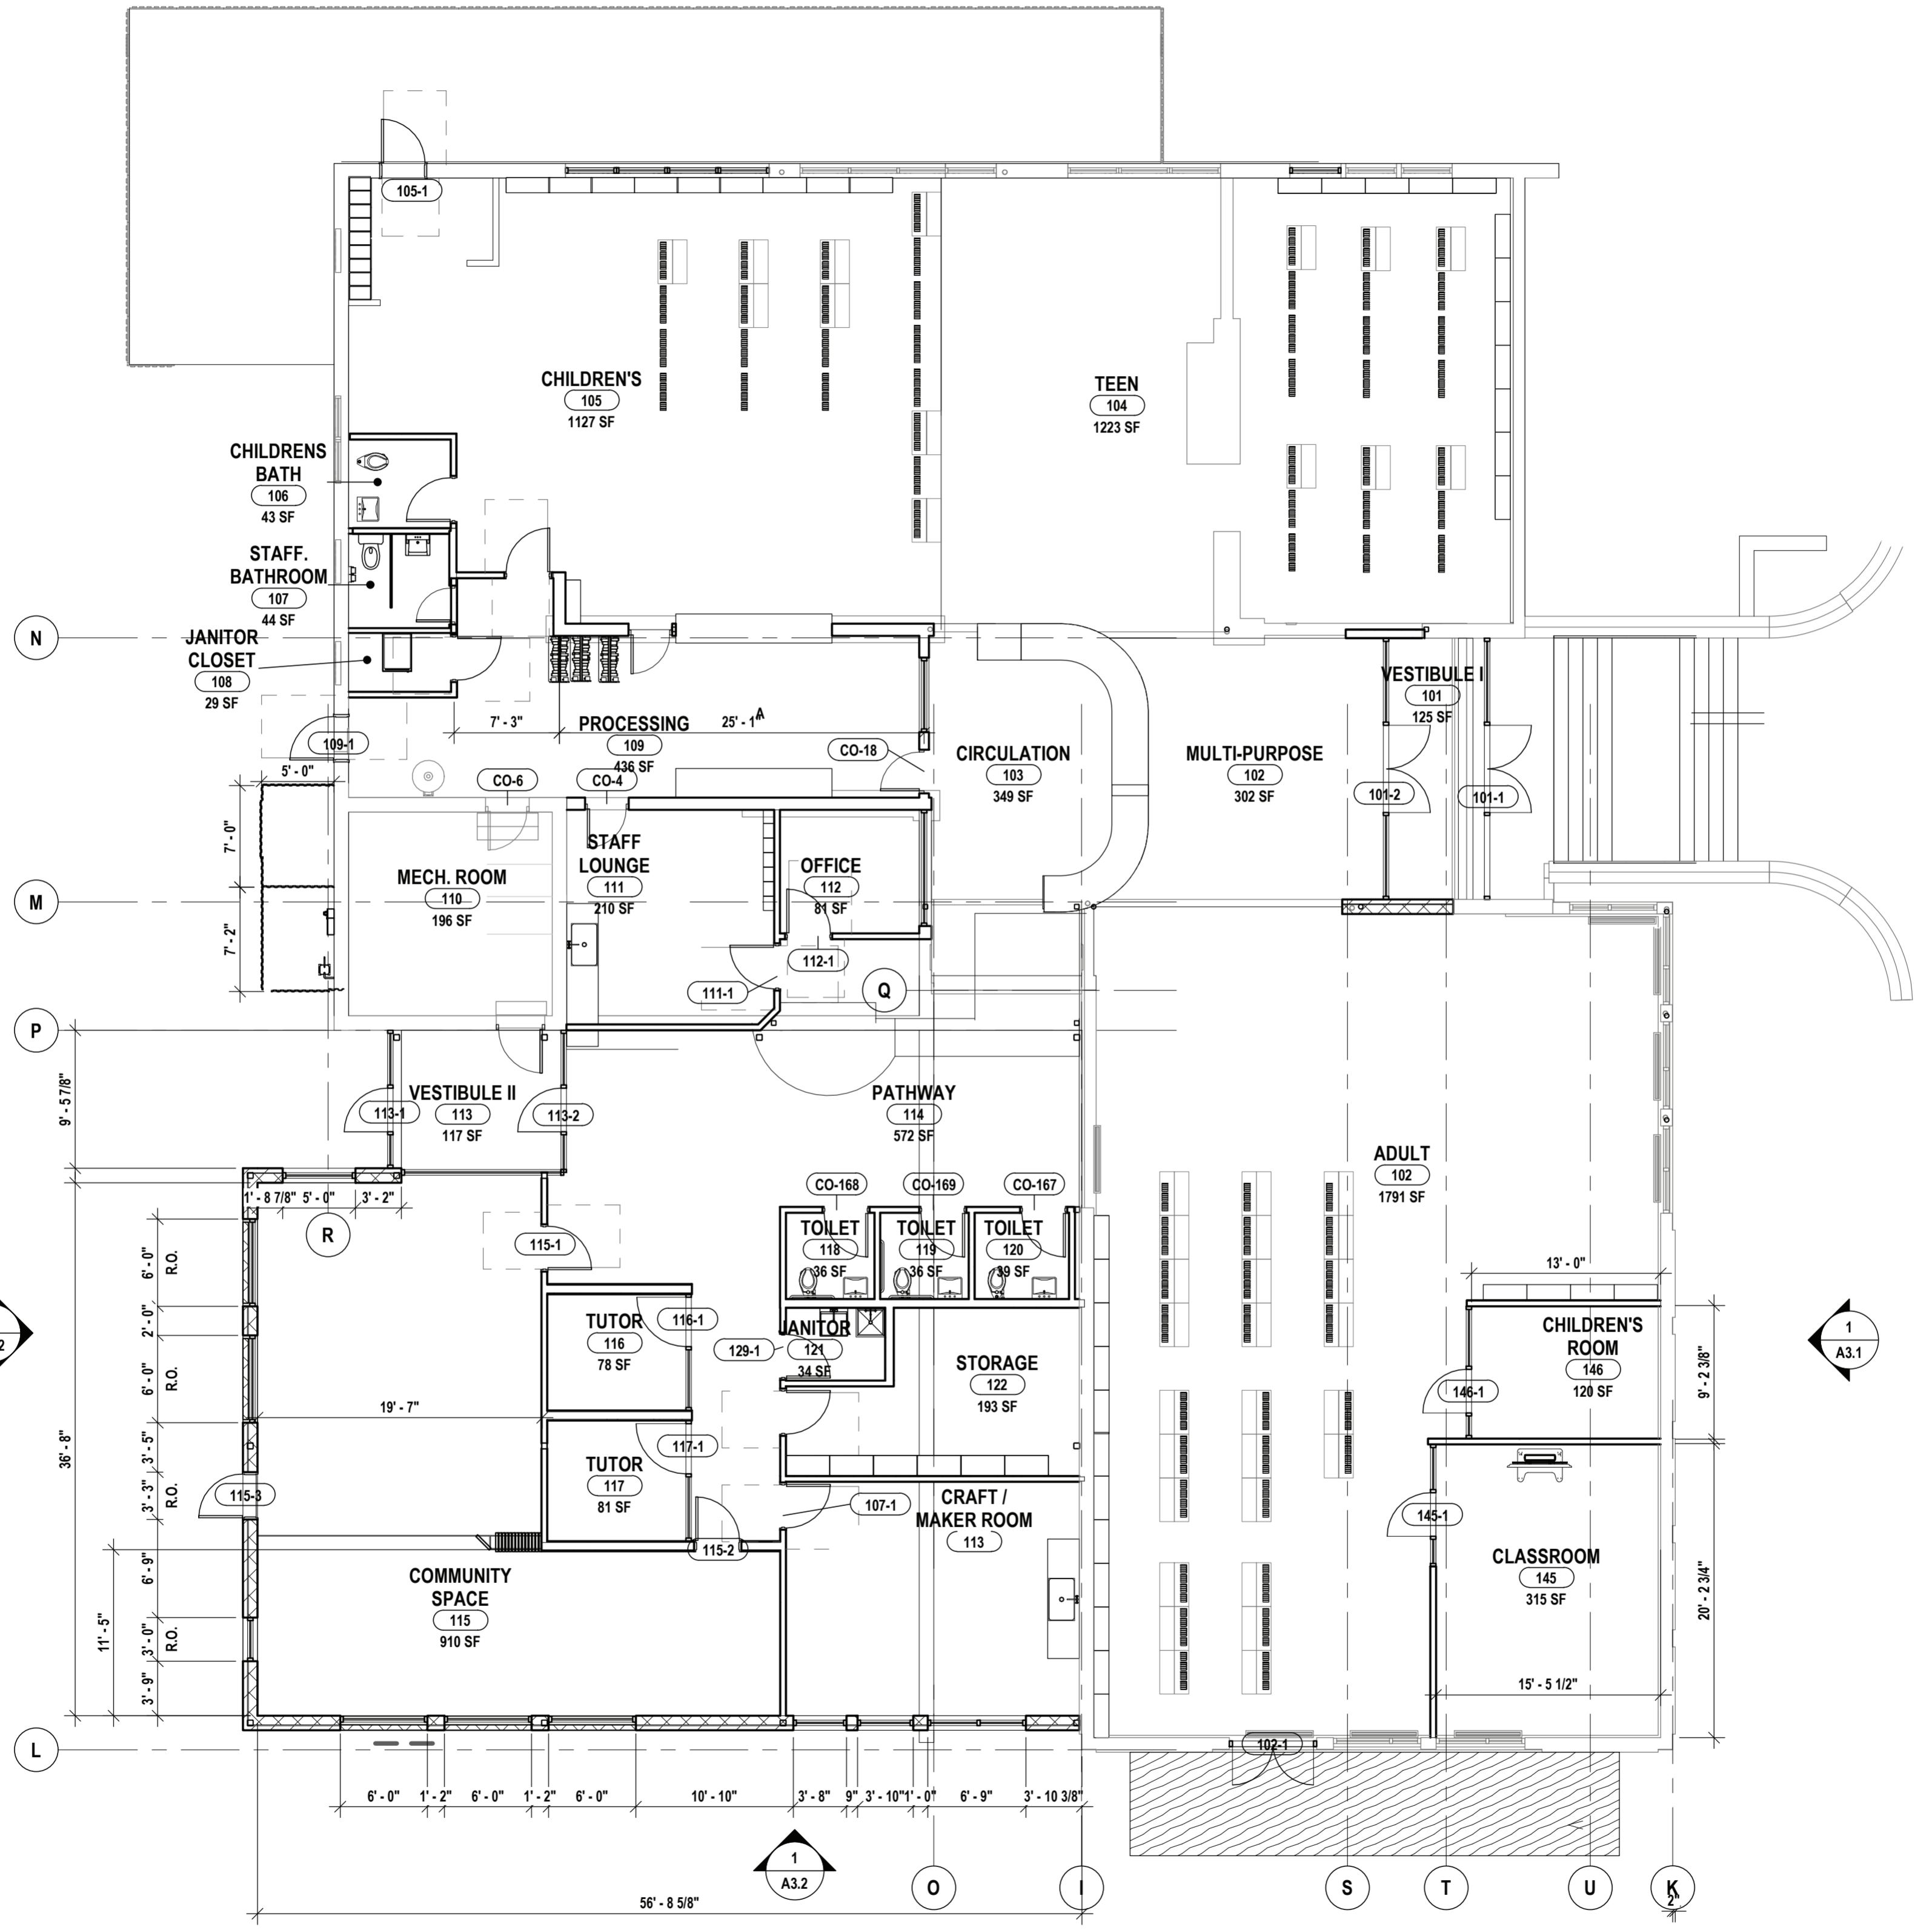 105-1
CHILDREN'S
105
1127 SF
TEEN
104
1223 SF
CHILDRENS
BATH
106
43 SF
STAFF.
BATHROOM
107
44 SF
N
JANITOR
CLOSET
108
29 SF
VESTIBULE I
101
125 SF
7' - 3"
PROCESSING
109
436 SF
25' - 1"
A
109-1
CO-18
CIRCULATION
103
349 SF
MULTI-PURPOSE
102
302 SF
101-2
101-1
5' - 0"
CO-6
CO-4
7' - 0"
STAFF
LOUNGE
111
210 SF
OFFICE
112
81 SF
MECH. ROOM
110
196 SF
M
7' - 2"
112-1
111-1
Q
P
9' - 5 7/8"
VESTIBULE II
113
117 SF
113-1
113-2
PATHWAY
114
572 SF
ADULT
102
1791 SF
CO-168
CO-169
CO-167
1' - 8 7/8"
5' - 0"
3' - 2"
R
TOILET
118
36 SF
TOILET
119
36 SF
TOILET
120
39 SF
115-1
6' - 0"
R.O.
13' - 0"
2' - 0"
TUTOR
116
78 SF
116-1
JANITOR
121
34 SF
129-1
STORAGE
122
193 SF
CHILDREN'S
ROOM
146
120 SF
146-1
9' - 2 3/8"
1
A3.1
2
6' - 0"
R.O.
19' - 7"
36' - 8"
3' - 5"
117-1
TUTOR
117
81 SF
3' - 3"
R.O.
115-3
107-1
CRAFT /
MAKER ROOM
113
145-1
115-2
CLASSROOM
145
315 SF
6' - 9"
COMMUNITY
SPACE
115
910 SF
11' - 5"
3' - 0"
R.O.
3' - 9"
20' - 2 3/4"
15' - 5 1/2"
L
102-1
6' - 0"
1' - 2"
6' - 0"
1' - 2"
6' - 0"
10' - 10"
3' - 8"
9"
3' - 10"
1' - 0"
6' - 9"
3' - 10 3/8"
1
A3.2
O
I
S
T
U
K
2"
56' - 8 5/8"